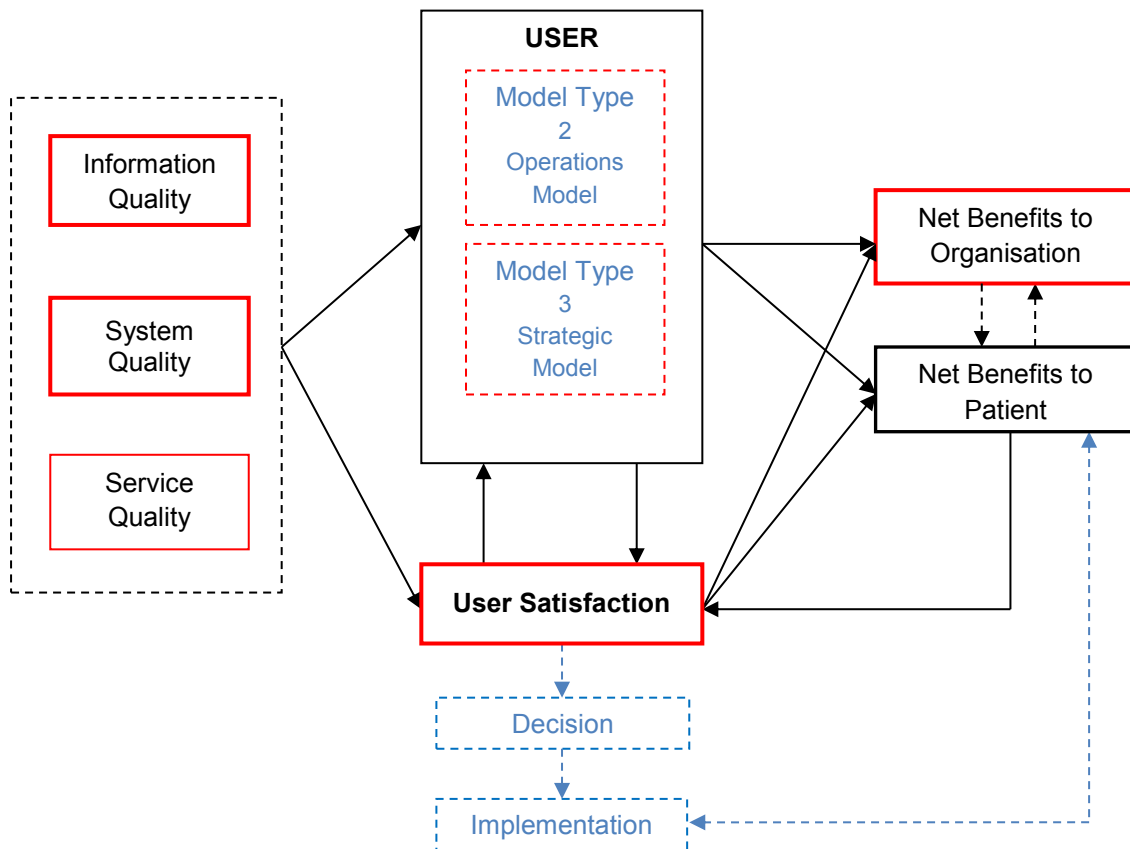 USER
Model Type
2
Operations
Model
Model Type
3
Strategic
Model
Information
Quality
System
Quality
Service
Quality
Net Benefits to
Organisation
Net Benefits to
Patient
User Satisfaction
Decision
Implementation